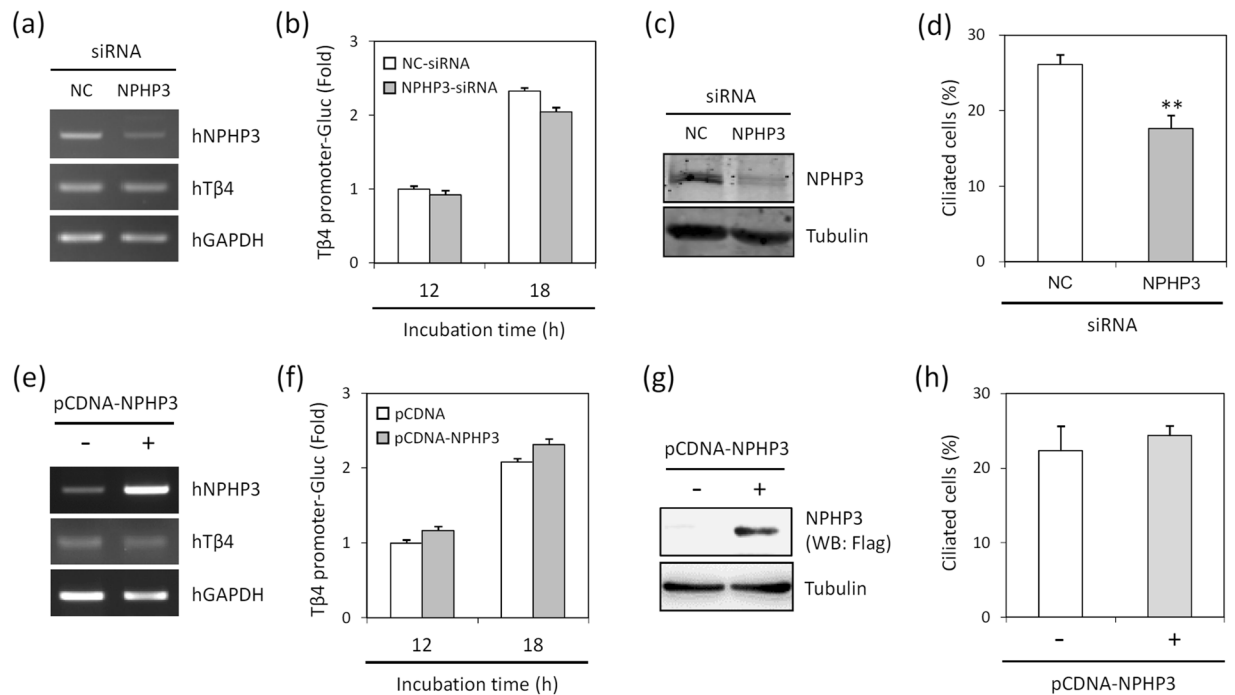 (a)
siRNA
NC NPHP3
hNPHP3
hTβ4
hGAPDH
(b)
Tβ4 promoter-Gluc (Fold)
3
2
1
0
NC-siRNA
NPHP3-siRNA
12 18
Incubation time (h)
(c)
siRNA
NC NPHP3
NPHP3
Tubulin
(d)
Ciliated cells (%)
30
20
10
0
**
NC NPHP3
siRNA
(e)
pCDNA-NPHP3
- +
hNPHP3
hTβ4
hGAPDH
(f)
Tβ4 promoter-Gluc (Fold)
3
2
1
0
pCDNA
pCDNA-NPHP3
12 18
Incubation time (h)
(g)
pCDNA-NPHP3
- +
NPHP3
(WB: Flag)
Tubulin
(h)
Ciliated cells (%)
30
20
10
0
- +
pCDNA-NPHP3